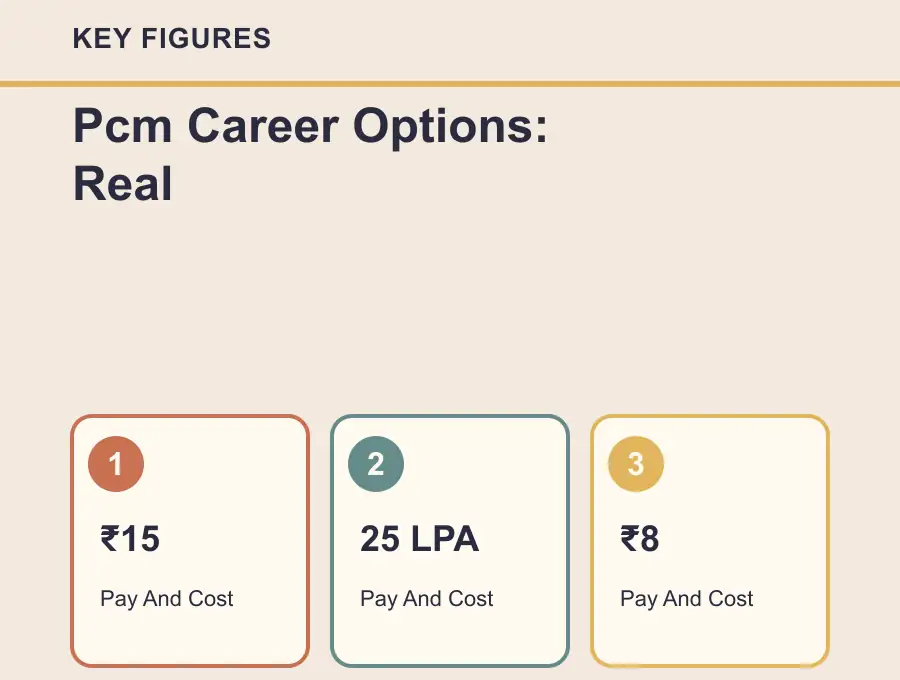 KEY FIGURES
Pcm Career Options:
Real
1
₹15
Pay And Cost
2
25 LPA
Pay And Cost
3
₹8
Pay And Cost